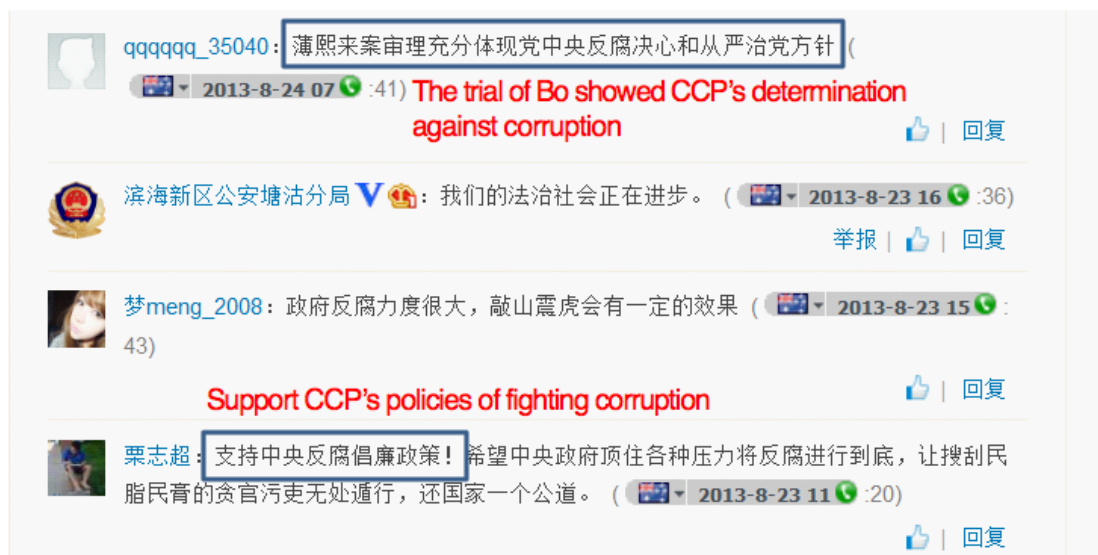 qqqqqq_35040：薄熙来案审理充分体现党中央反腐决心和从严治党方针 (
2013-8-24 07 :41) The trial of Bo showed CCP's determination
against corruption
| 回复
滨海新区公安塘沽分局 V ：我们的法治社会正在进步。 ( 2013-8-23 16 :36)
举报 | | 回复
梦meng_2008：政府反腐力度很大，敲山震虎会有一定的效果 ( 2013-8-23 15 :
43)
Support CCP's policies of fighting corruption
| 回复
栗志超：支持中央反腐倡廉政策！希望中央政府顶住各种压力将反腐进行到底，让搜刮民
脂民膏的贪官污吏无处遁行，还国家一个公道。 ( 2013-8-23 11 :20)
| 回复